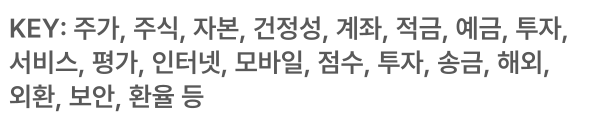 KEY: 주가, 주식, 자본, 건정성, 계좌, 적금, 예금, 투자,
서비스, 평가, 인터넷, 모바일, 점수, 투자, 송금, 해외,
외환, 보안, 환율 등